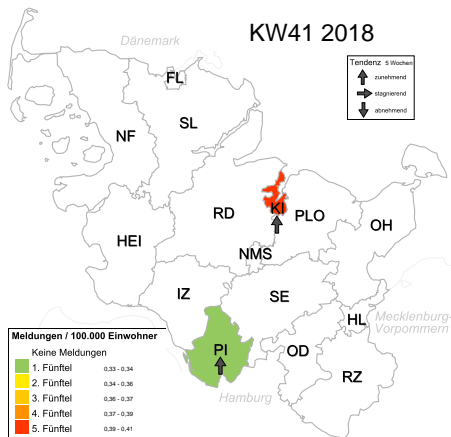 KW41 2018
Dänemark
Tendenz 5 Wochen
zunehmend
stagnierend
abnehmend
FL
SL
NF
RD
KI
PLO
OH
HEI
NMS
IZ
SE
HL
Mecklenburg-
Vorpommern
PI
OD
RZ
Hamburg
Meldungen / 100.000 Einwohner
Keine Meldungen
1. Fünftel 0,33 - 0,34
2. Fünftel 0,34 - 0,36
3. Fünftel 0,36 - 0,37
4. Fünftel 0,37 - 0,39
5. Fünftel 0,39 - 0,41